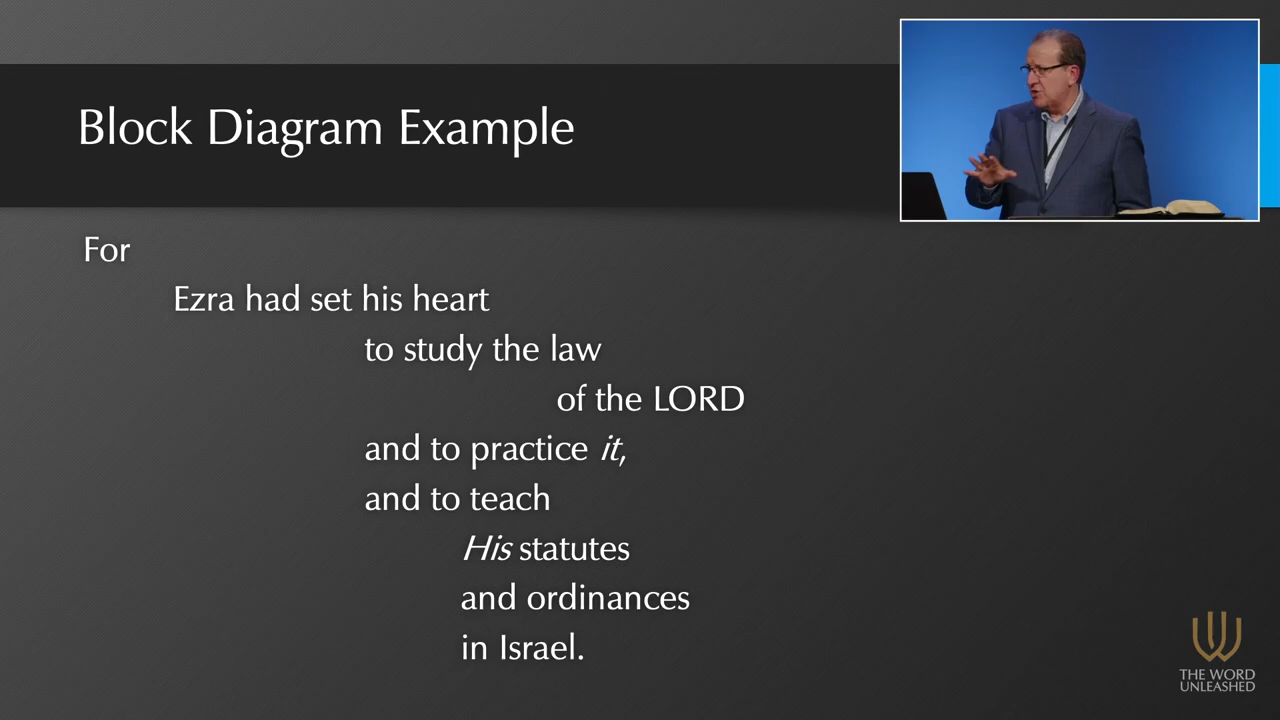 Block Diagram Example
For
Ezra had set his heart
to study the law
of the LORD
and to practice it,
and to teach
His statutes
and ordinances
in Israel.
THE WORD
UNLEASHED